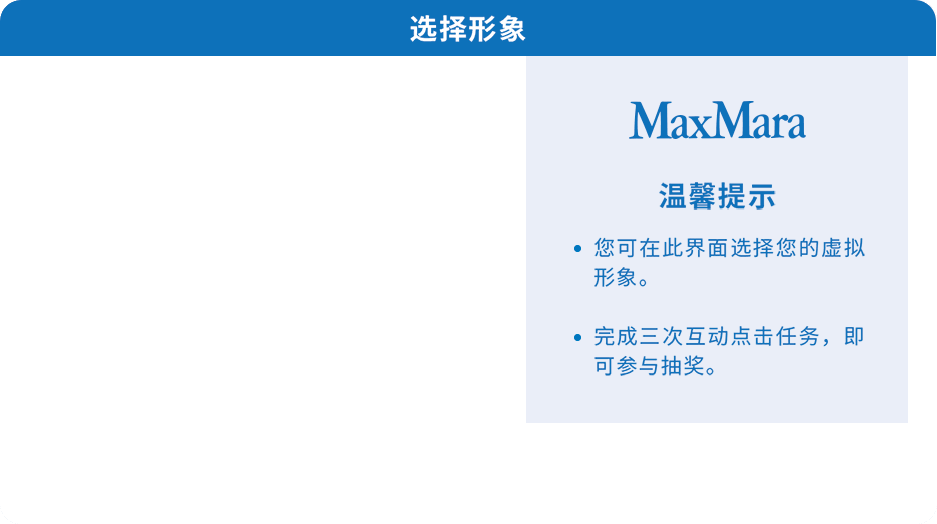 选择形象
MaxMara
温馨提示
• 您可在此界面选择您的虚拟
形象。
• 完成三次互动点击任务，即
可参与抽奖。